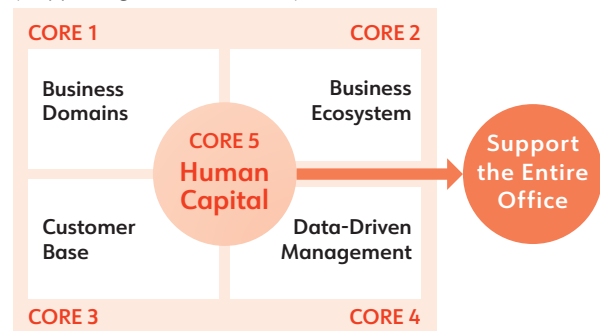 CORE 1
CORE 2
Business
Domains
Business
Ecosystem
CORE 5
Human
Capital
Support
the Entire
Office
Customer
Base
Data-Driven
Management
CORE 3
CORE 4